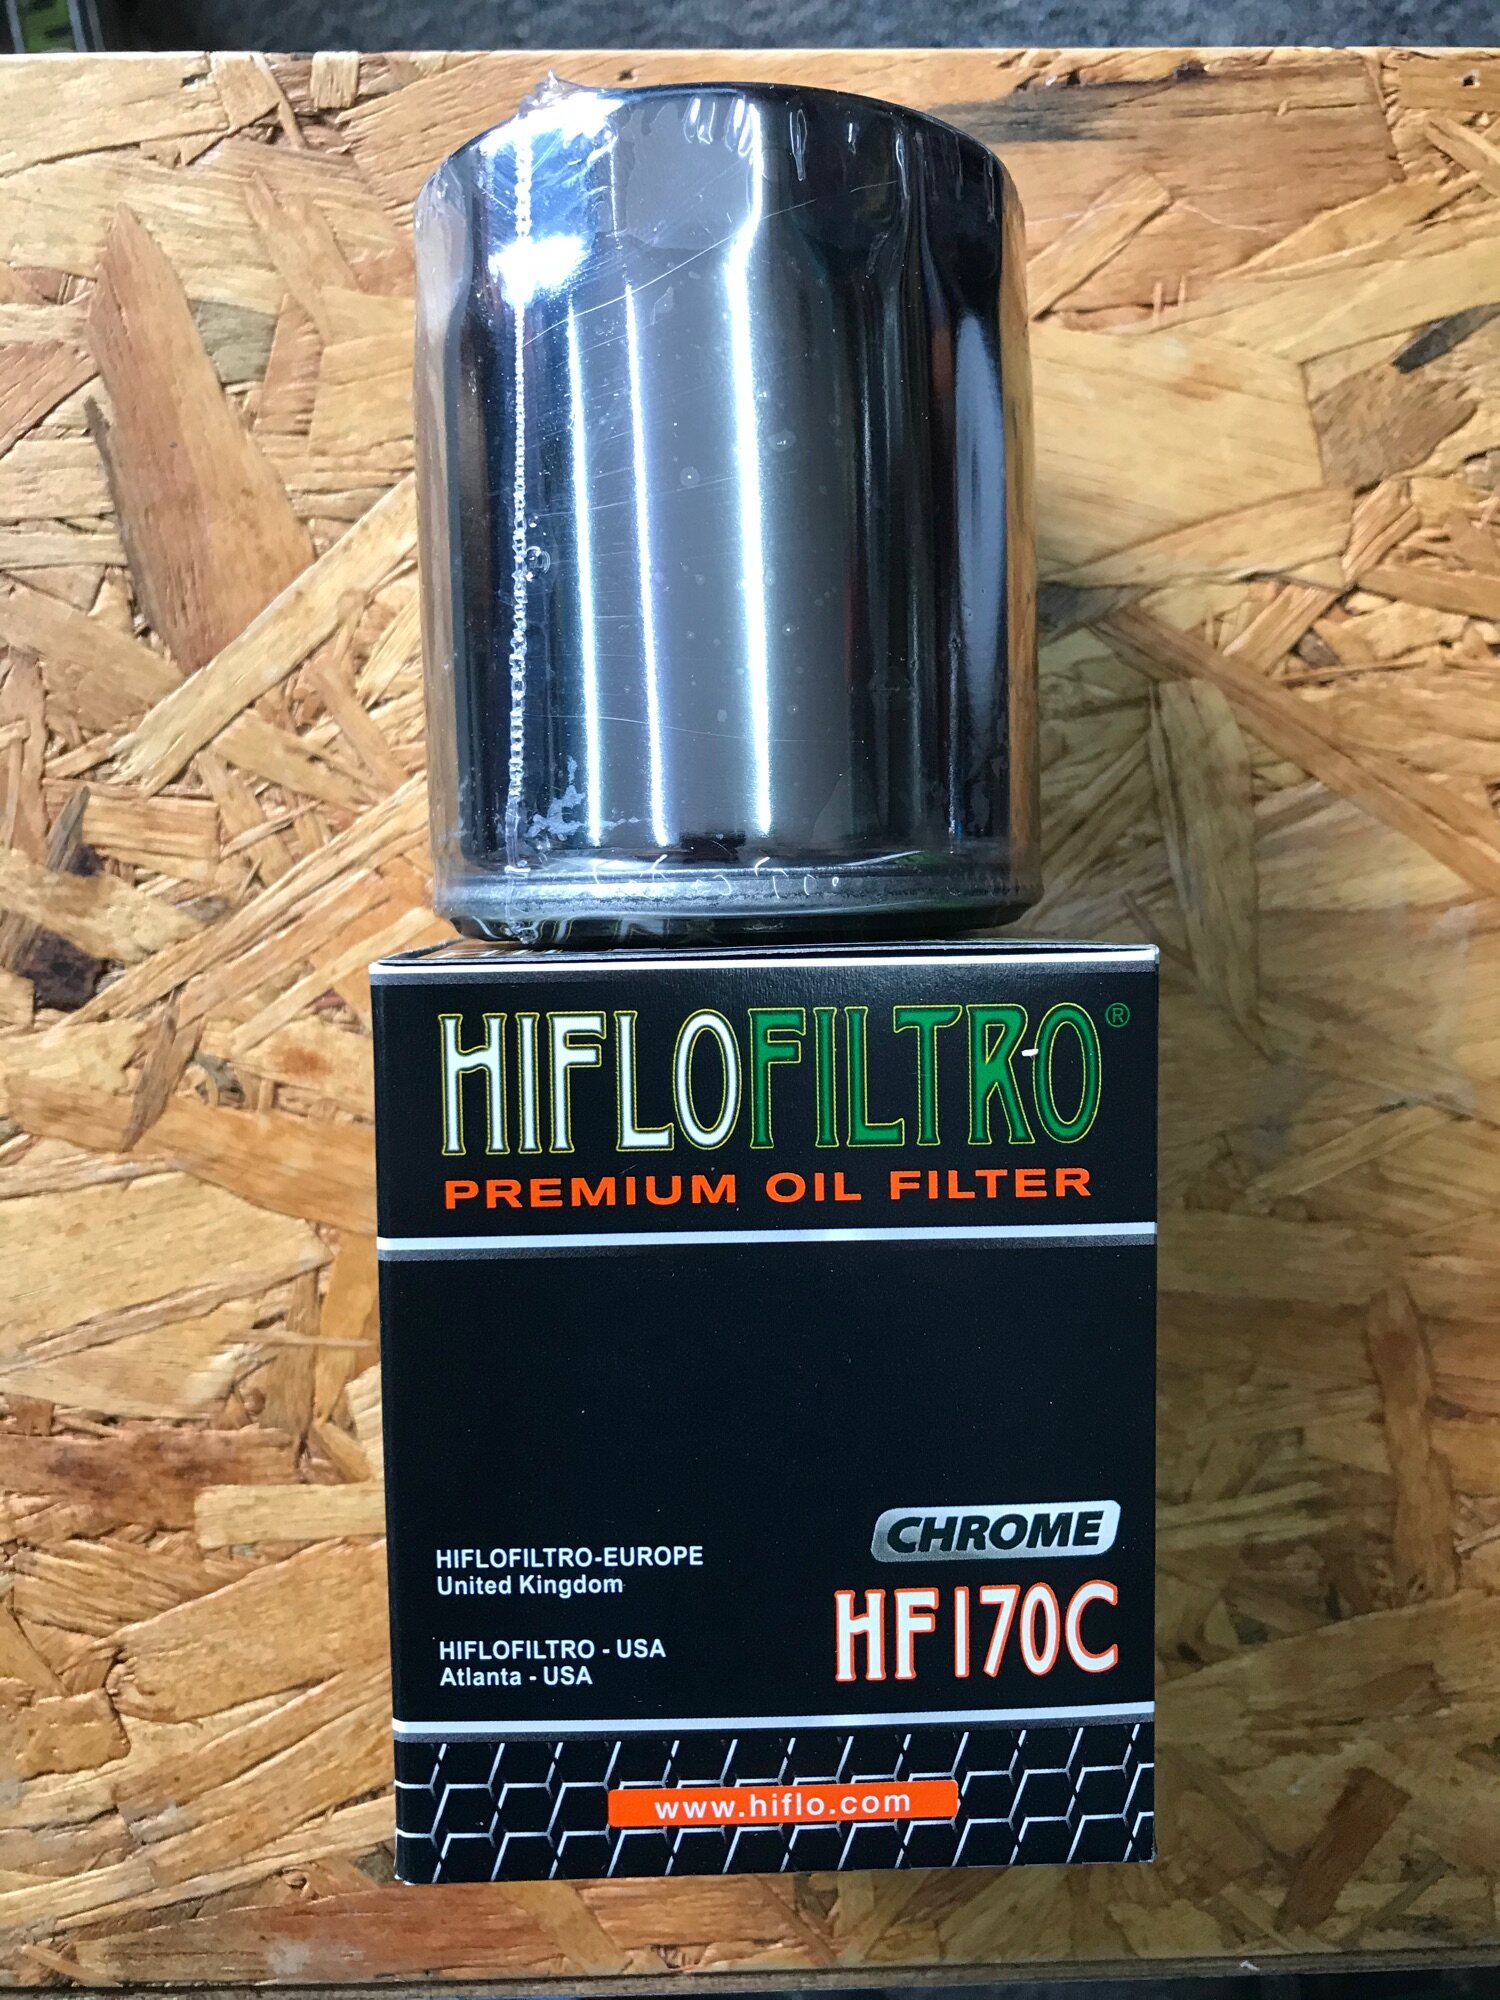 HIFLOFILTRO®
PREMIUM OIL FILTER
CHROME
HF170C
HIFLOFILTRO-EUROPE
United Kingdom
HIFLOFILTRO - USA
Atlanta - USA
www.hiflo.com